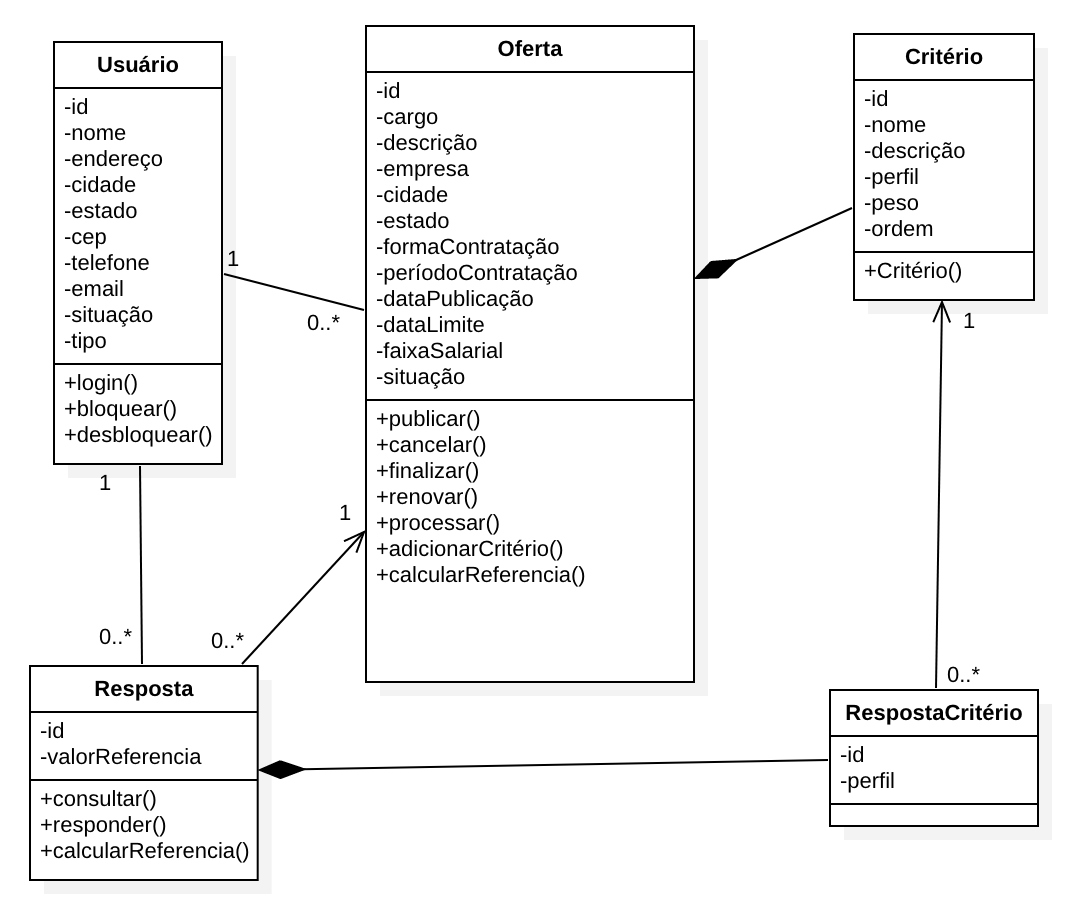 Usuário
-id
-nome
-endereço
-cidade
-estado
-cep
-telefone
-email
-situação
-tipo
+login()
+bloquear()
+desbloquear()
Oferta
-id
-cargo
-descrição
-empresa
-cidade
-estado
-formaContratação
-períodoContratação
-dataPublicação
-dataLimite
-faixaSalarial
-situação
+publicar()
+cancelar()
+finalizar()
+renovar()
+processar()
+adicionarCritério()
+calcularReferencia()
Critério
-id
-nome
-descrição
-perfil
-peso
-ordem
+Critério()
1
0..*
1
1
1
0..*
0..*
0..*
Resposta
-id
-valorReferencia
+consultar()
+responder()
+calcularReferencia()
RespostaCritério
-id
-perfil